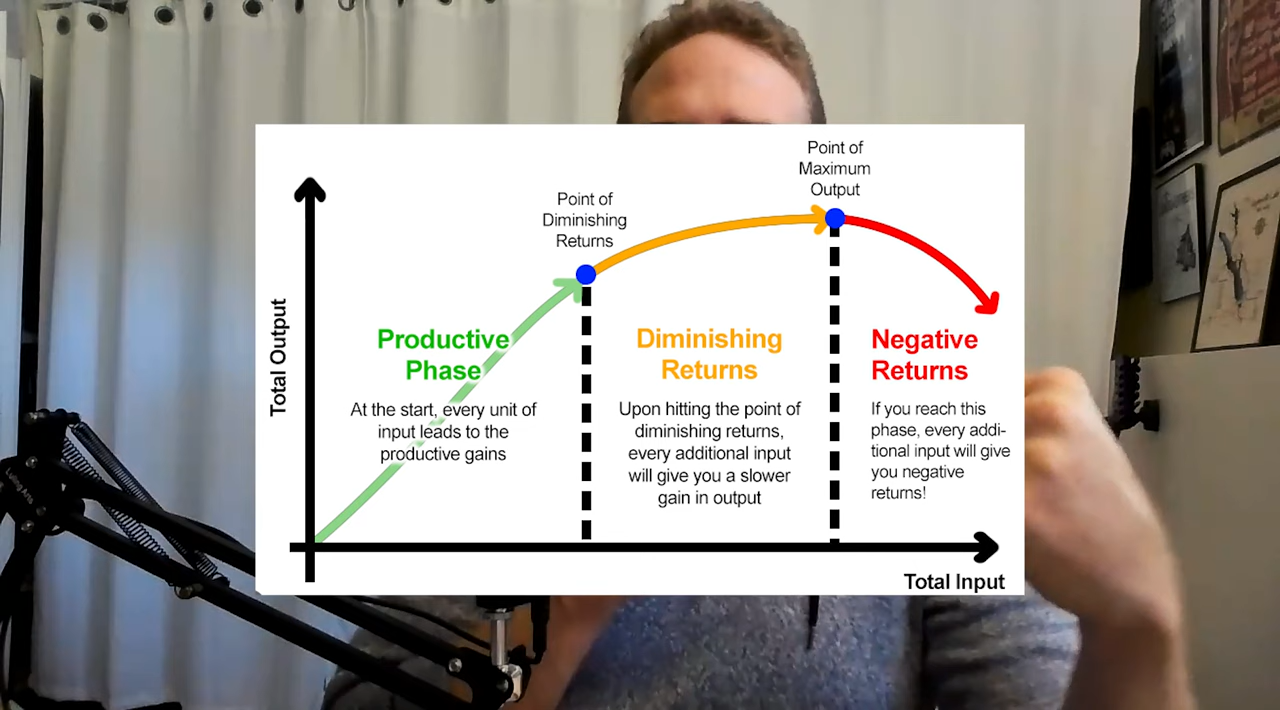 Point of
Maximum
Output
Point of
Diminishing
Returns
Total Output
Productive
Phase
At the start, every unit of
input leads to the
productive gains
Diminishing
Returns
Upon hitting the point of
diminishing returns,
every additional input
will give you a slower
gain in output
Negative
Returns
If you reach this
phase, every addi-
tional input will give
you negative
returns!
Total Input